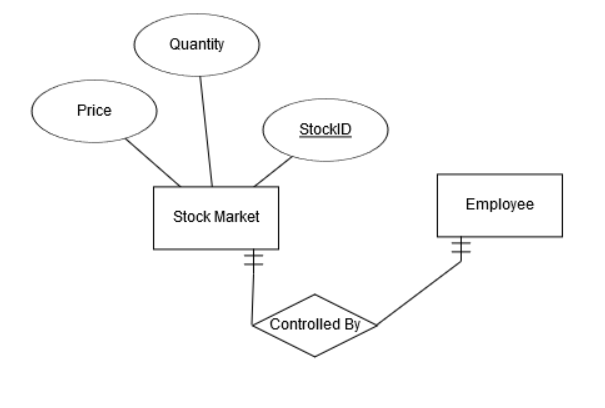 Quantity
Price
StockID
Employee
Stock Market
Controlled By